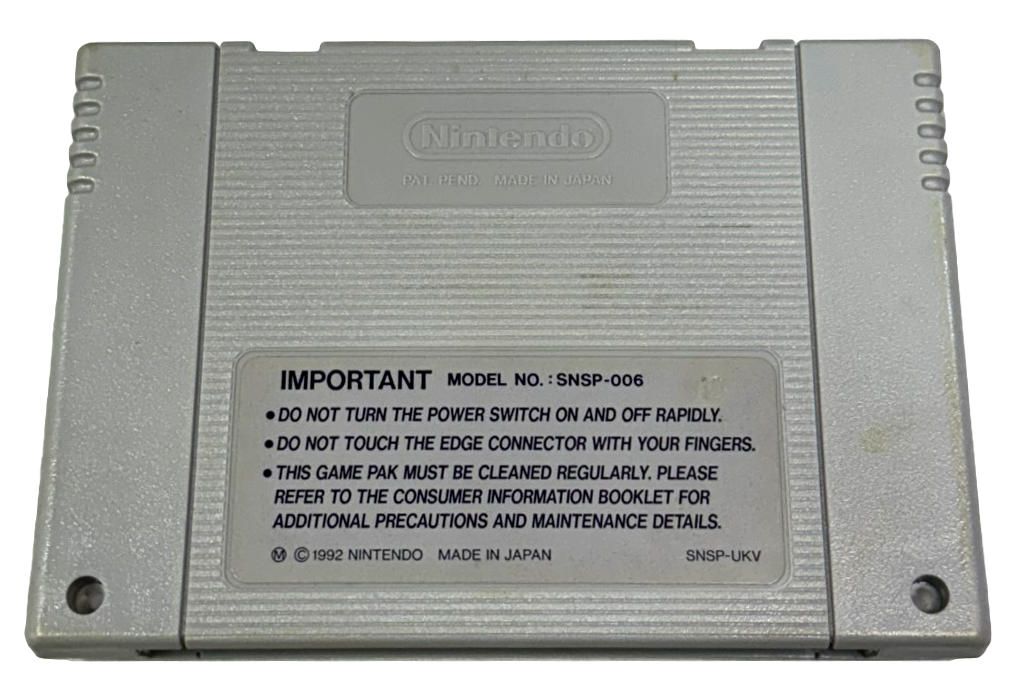 Nintendo
PAT. PEND. MADE IN JAPAN
IMPORTANT MODEL NO.: SNSP-006
• DO NOT TURN THE POWER SWITCH ON AND OFF RAPIDLY.
• DO NOT TOUCH THE EDGE CONNECTOR WITH YOUR FINGERS.
• THIS GAME PAK MUST BE CLEANED REGULARLY. PLEASE
REFER TO THE CONSUMER INFORMATION BOOKLET FOR
ADDITIONAL PRECAUTIONS AND MAINTENANCE DETAILS.
Ⓜ © 1992 NINTENDO MADE IN JAPAN SNSP-UKV